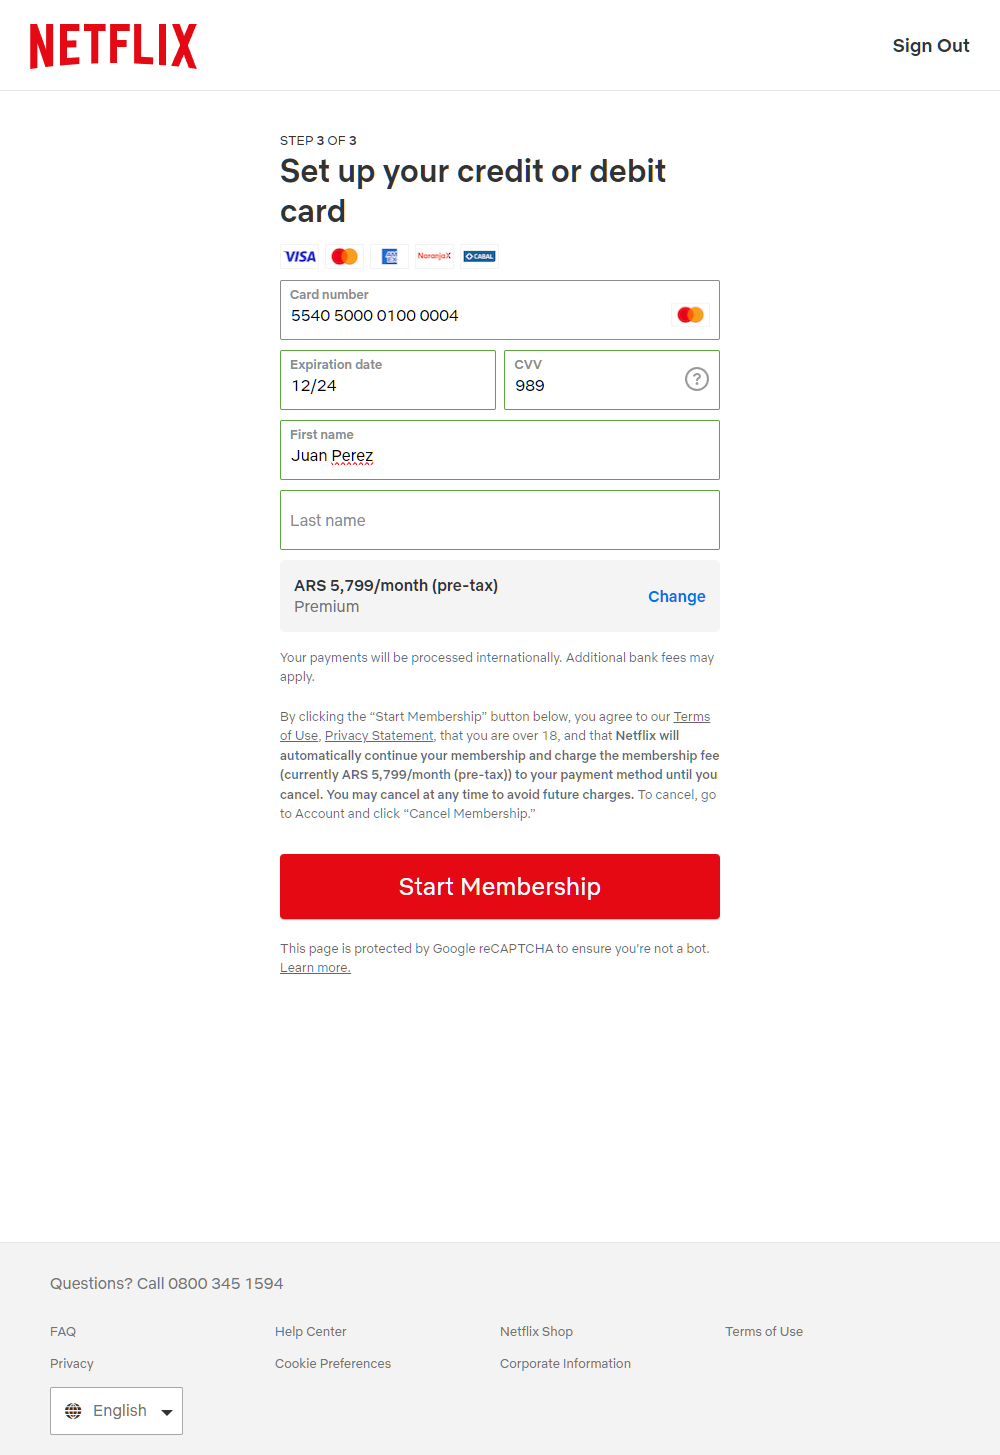 NETFLIX
Sign Out
STEP 3 OF 3
Set up your credit or debit
card
VISA
AM
EX
NaranjaX
CABAL
Card number
5540 5000 0100 0004
Expiration date
12/24
CVV
989
?
First name
Juan Perez
Last name
ARS 5,799/month (pre-tax)
Premium
Change
Your payments will be processed internationally. Additional bank fees may
apply.
By clicking the “Start Membership” button below, you agree to our Terms
of Use, Privacy Statement, that you are over 18, and that Netflix will
automatically continue your membership and charge the membership fee
(currently ARS 5,799/month (pre-tax)) to your payment method until you
cancel. You may cancel at any time to avoid future charges. To cancel, go
to Account and click “Cancel Membership.”
Start Membership
This page is protected by Google reCAPTCHA to ensure you're not a bot.
Learn more.
Questions? Call 0800 345 1594
FAQ
Help Center
Netflix Shop
Terms of Use
Privacy
Cookie Preferences
Corporate Information
English